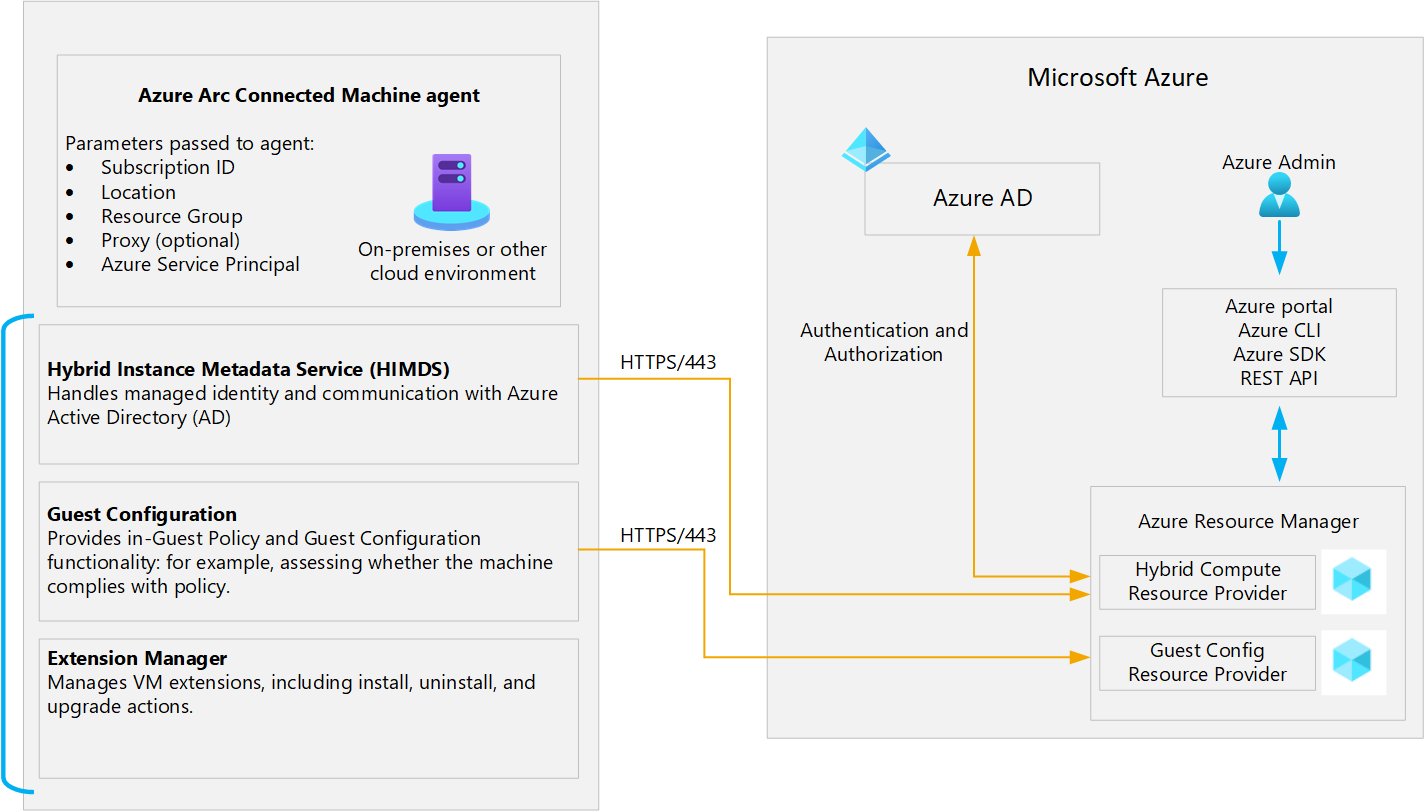 Azure Arc Connected Machine agent
Parameters passed to agent:
• Subscription ID
• Location
• Resource Group
• Proxy (optional)
• Azure Service Principal
On-premises or other
cloud environment
Hybrid Instance Metadata Service (HIMDS)
Handles managed identity and communication with Azure
Active Directory (AD)
Guest Configuration
Provides in-Guest Policy and Guest Configuration
functionality: for example, assessing whether the machine
complies with policy.
Extension Manager
Manages VM extensions, including install, uninstall, and
upgrade actions.
HTTPS/443
HTTPS/443
Microsoft Azure
Azure AD
Authentication and
Authorization
Azure Admin
Azure portal
Azure CLI
Azure SDK
REST API
Azure Resource Manager
Hybrid Compute
Resource Provider
Guest Config
Resource Provider